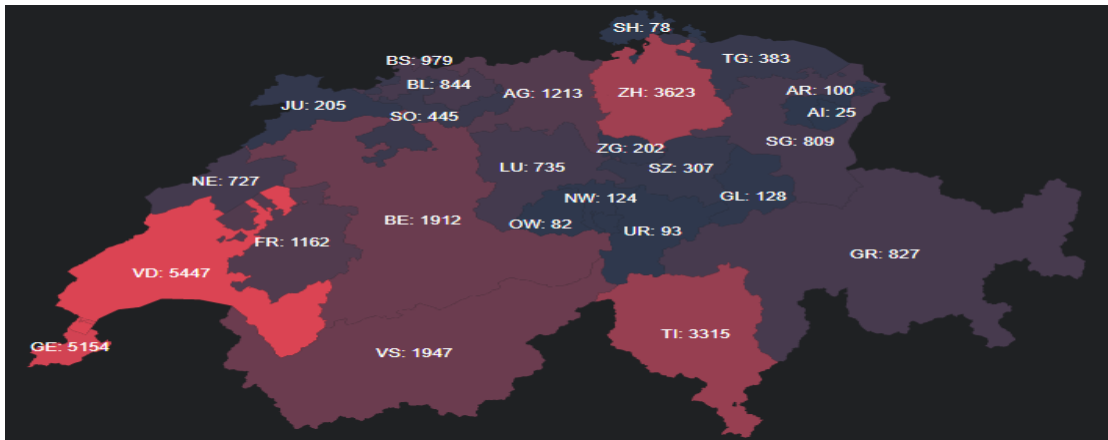 SH: 78
BS: 979
TG: 383
BL: 844
AG: 1213
ZH: 3623
AR: 100
JU: 205
SO: 445
AI: 25
ZG: 202
SG: 809
LU: 735
SZ: 307
NE: 727
NW: 124
GL: 128
BE: 1912
OW: 82
UR: 93
FR: 1162
GR: 827
VD: 5447
TI: 3315
GE: 5154
VS: 1947